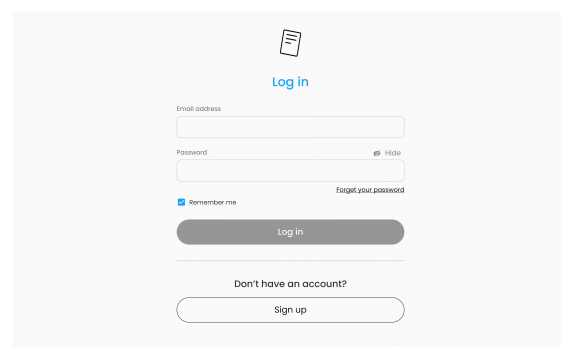 Log in
Email address
Password
Hide
Forget your password
Remember me
Log in
Don't have an account?
Sign up